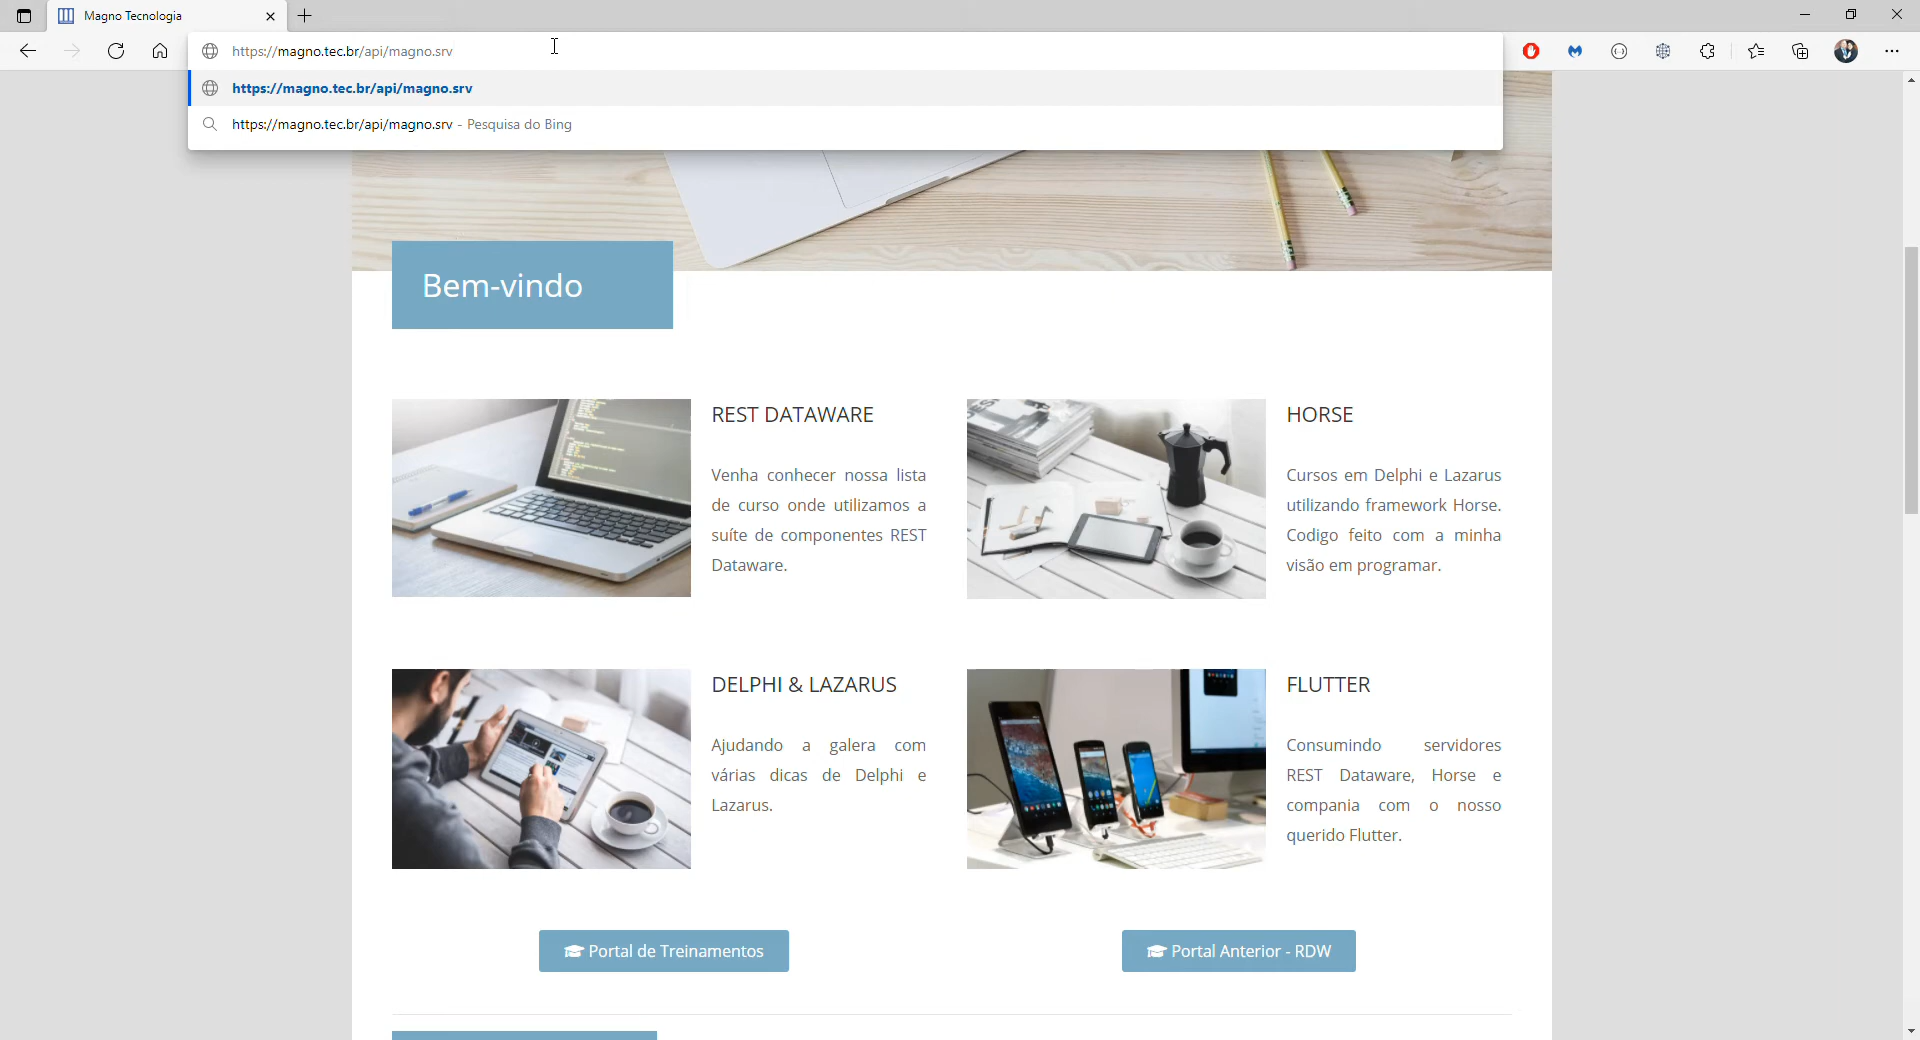 Magno Tecnologia
https://magno.tec.br/api/magno.srv
https://magno.tec.br/api/magno.srv
https://magno.tec.br/api/magno.srv - Pesquisa do Bing
Bem-vindo
REST DATAWARE
Venha conhecer nossa lista
de curso onde utilizamos a
suíte de componentes REST
Dataware.
HORSE
Cursos em Delphi e Lazarus
utilizando framework Horse.
Codigo feito com a minha
visão em programar.
DELPHI & LAZARUS
Ajudando a galera com
várias dicas de Delphi e
Lazarus.
FLUTTER
Consumindo servidores
REST Dataware, Horse e
compania com o nosso
querido Flutter.
Portal de Treinamentos
Portal Anterior - RDW